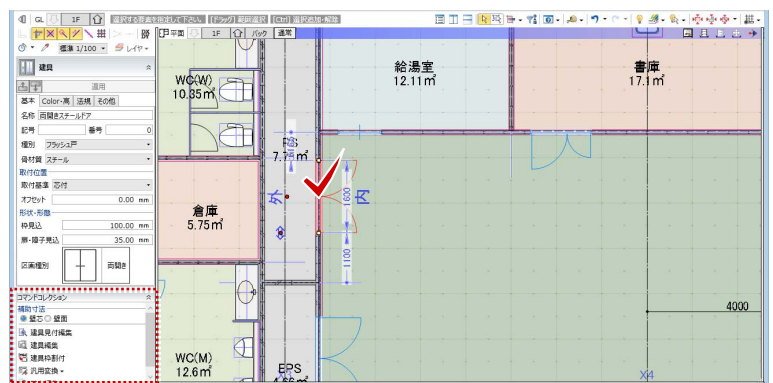 GL 1F 選択する要素を指定して下さい。 [ドラッグ] 範囲選択 [Ctrl] 選択追加・解除
標準 1/100 レイヤー
平面 1F バック 通常
建具
適用
基本 Color・高 法規 その他
名称 両開きスチールドア
記号 番号 0
種別 フラッシュ戸
骨材質 スチール
取付位置
取付基準 芯付
オフセット 0.00 mm
形状・形態
枠見込 100.00 mm
扉・障子見込 35.00 mm
区画種別 両開き
コマンドコレクション
補助寸法
壁芯 壁面
建具見付編集
建具編集
建具枠割付
汎用変換
WC(W)
10.35㎡
給湯室
12.11㎡
書庫
17.1㎡
PS
倉庫
5.75㎡
外
内
1600
1100
4000
WC(M)
12.6㎡
EPS
4.66㎡
X4